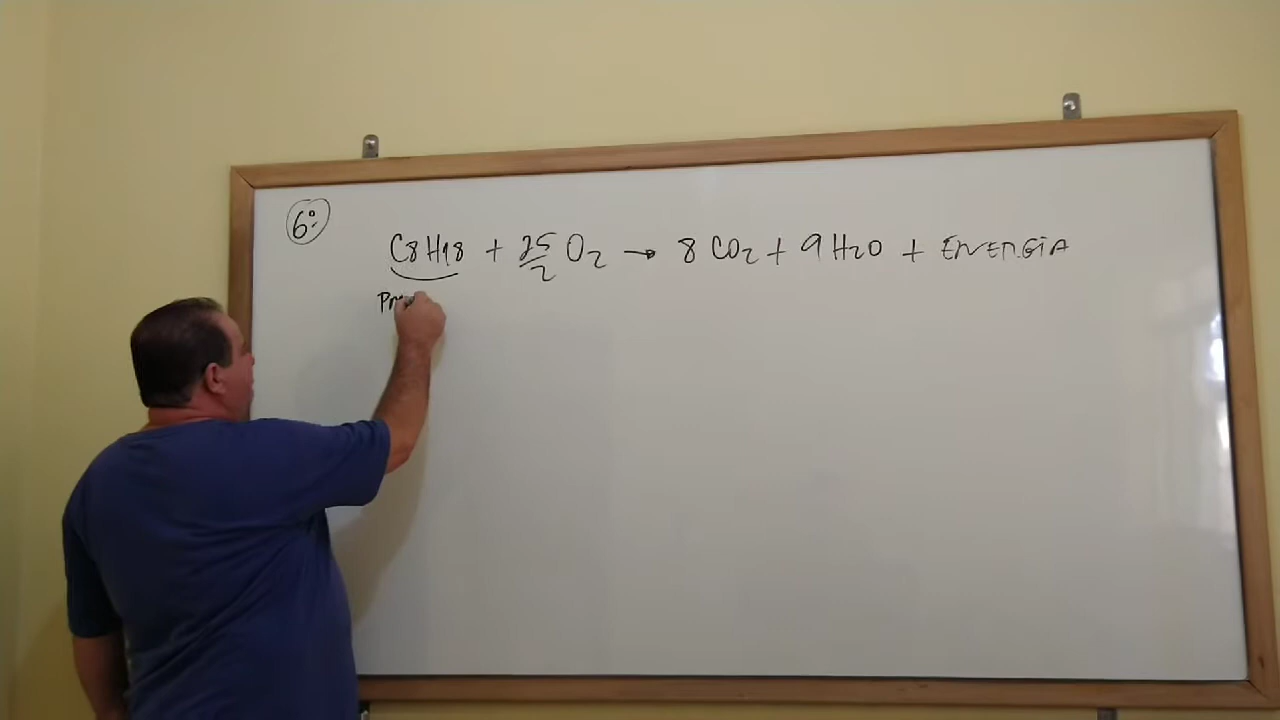 6º
C8H18 + 25/2 O2 → 8 CO2 + 9 H2O + ENERGIA